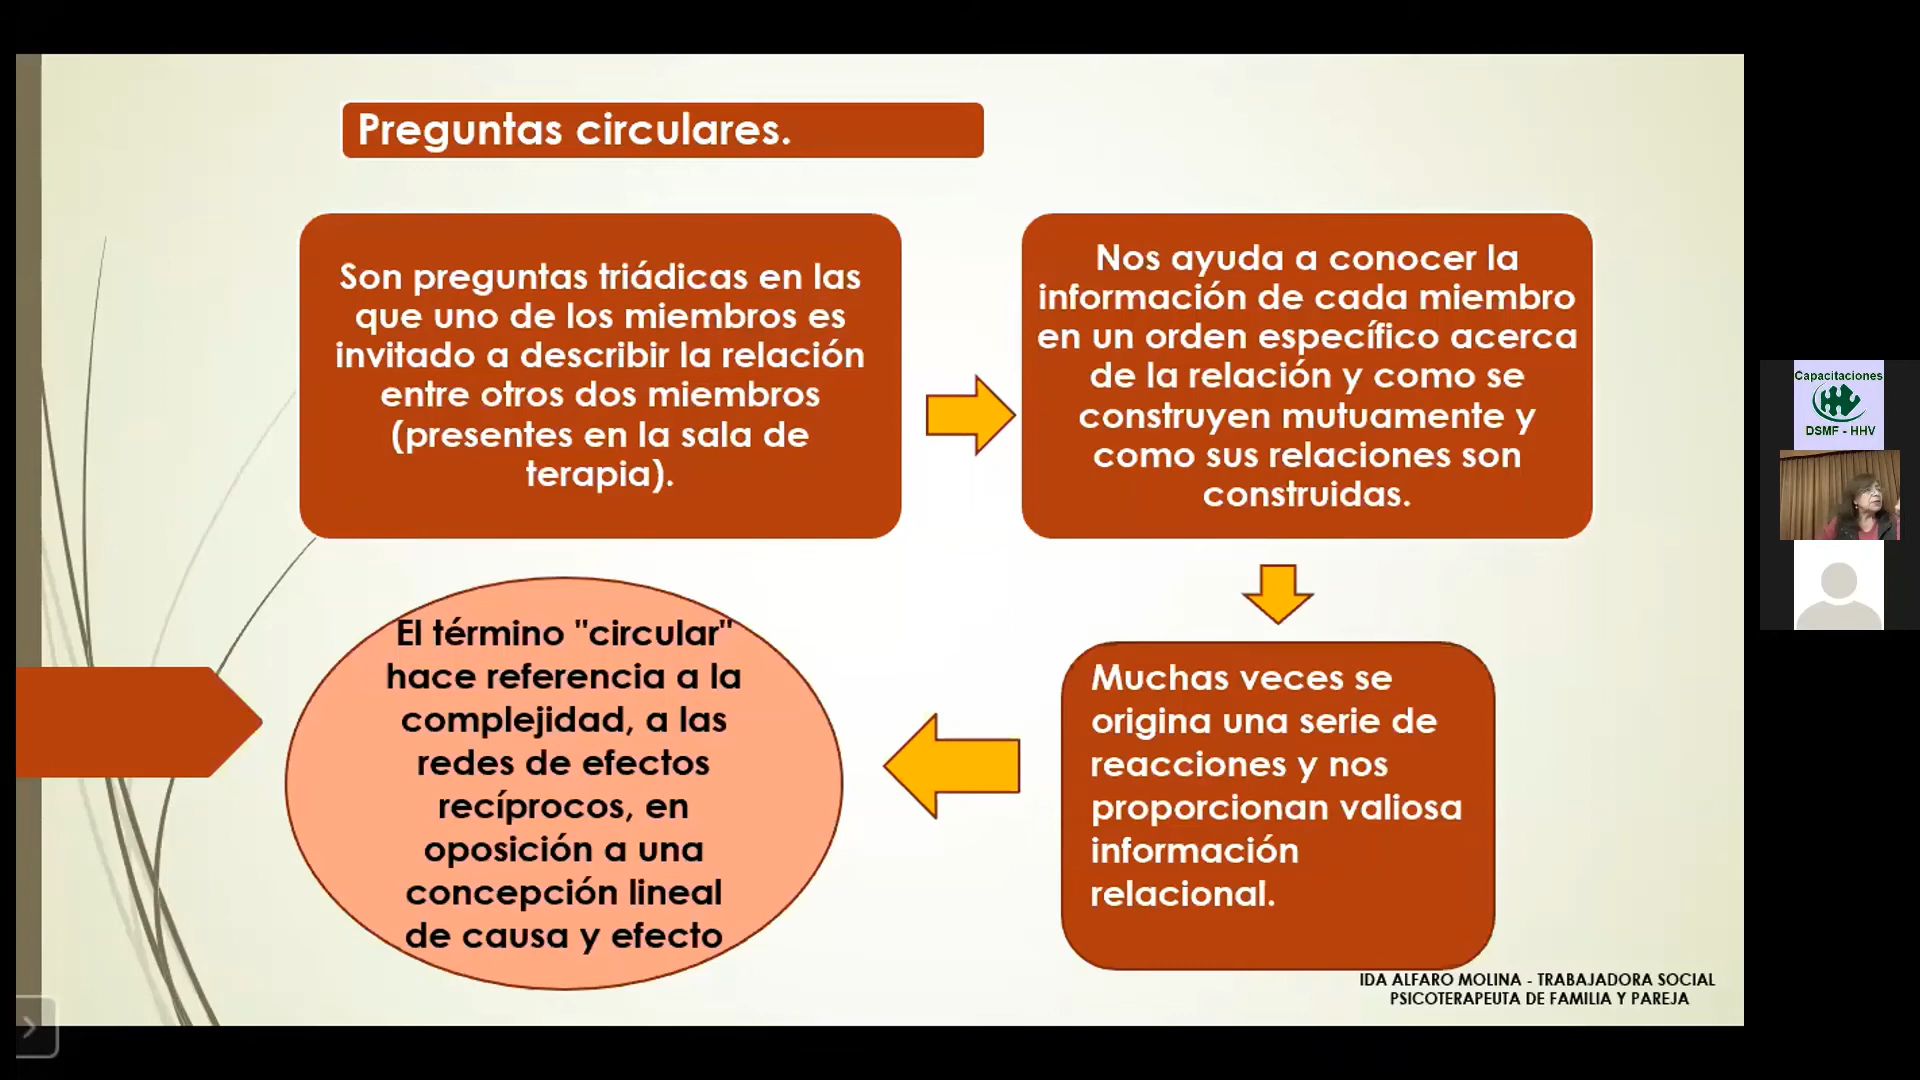 Preguntas circulares.
Son preguntas triádicas en las
que uno de los miembros es
invitado a describir la relación
entre otros dos miembros
(presentes en la sala de
terapia).
Nos ayuda a conocer la
información de cada miembro
en un orden específico acerca
de la relación y como se
construyen mutuamente y
como sus relaciones son
construidas.
Muchas veces se
origina una serie de
reacciones y nos
proporcionan valiosa
información
relacional.
El término "circular"
hace referencia a la
complejidad, a las
redes de efectos
recíprocos, en
oposición a una
concepción lineal
de causa y efecto
IDA ALFARO MOLINA - TRABAJADORA SOCIAL
PSICOTERAPEUTA DE FAMILIA Y PAREJA
Capacitaciones
DSMF - HHV